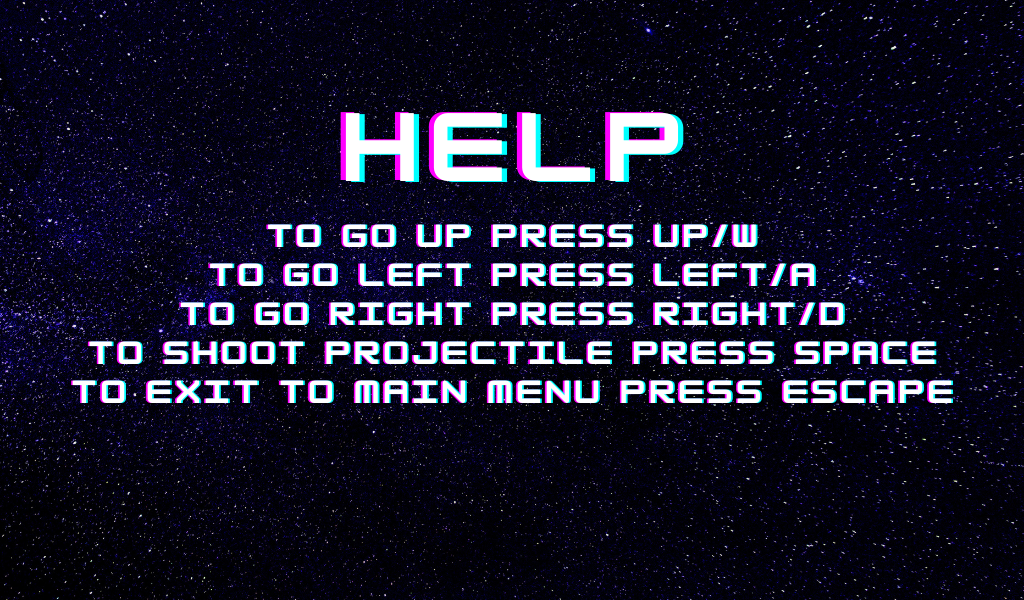 HELP
TO GO UP PRESS UP/W
TO GO LEFT PRESS LEFT/A
TO GO RIGHT PRESS RIGHT/D
TO SHOOT PROJECTILE PRESS SPACE
TO EXIT TO MAIN MENU PRESS ESCAPE